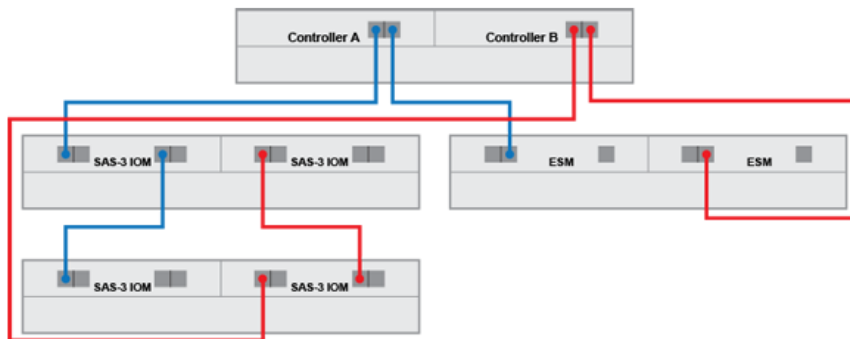 Controller A
Controller B
SAS-3 IOM
SAS-3 IOM
ESM
ESM
SAS-3 IOM
SAS-3 IOM